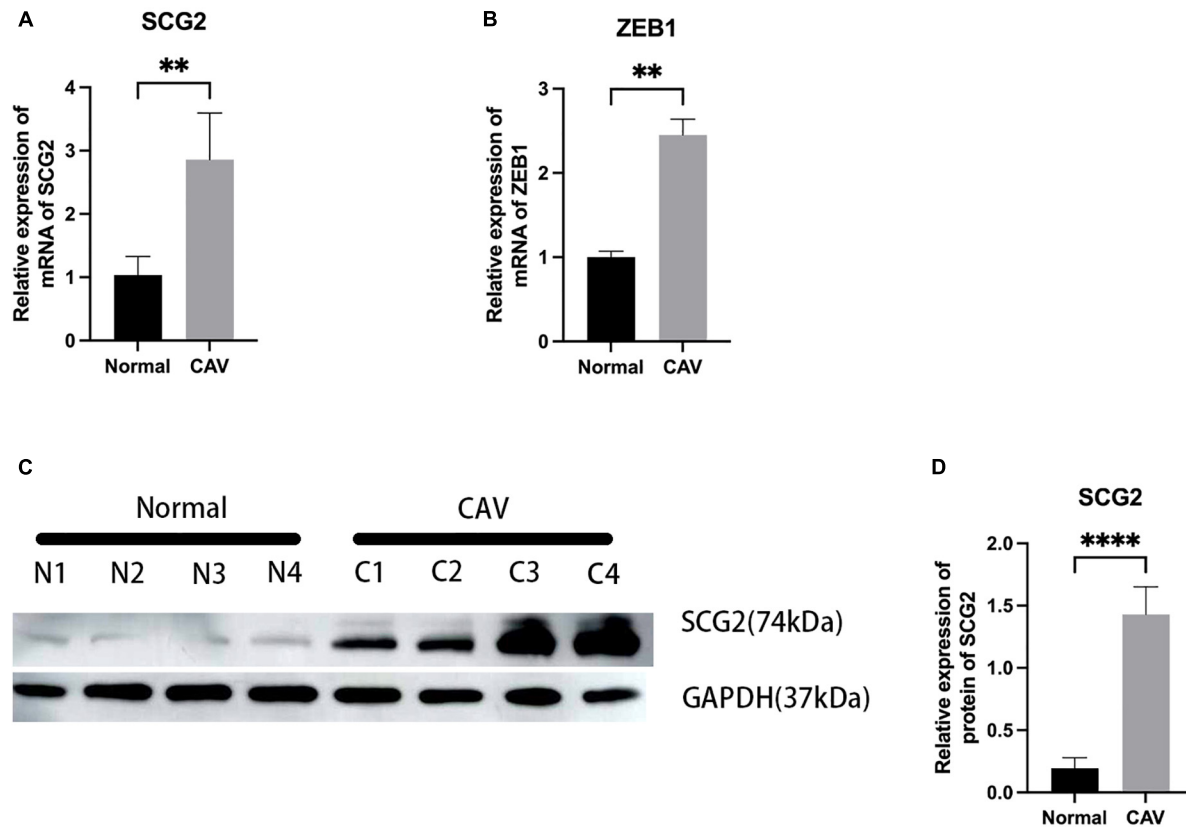 A
SCG2
**
Relative expression of
mRNA of SCG2
4
3
2
1
0
Normal CAV
B
ZEB1
**
Relative expression of
mRNA of ZEB1
3
2
1
0
Normal CAV
C
Normal CAV
N1 N2 N3 N4 C1 C2 C3 C4
SCG2(74kDa)
GAPDH(37kDa)
D
SCG2
****
Relative expression of
protein of SCG2
2.0
1.5
1.0
0.5
0.0
Normal CAV